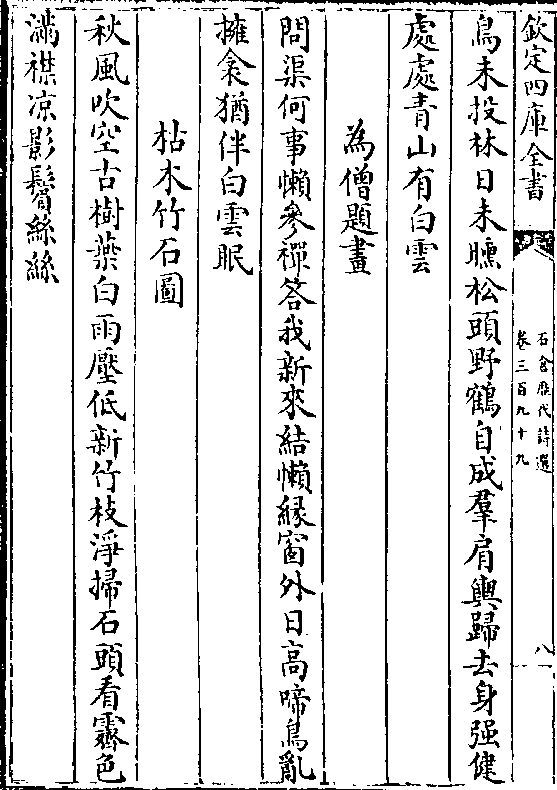 欽定四庫全書
石倉歷代詩選
卷三百九十九
八
鳥未投林日未曛松頭野鶴自成羣肩輿歸去身强健
處處青山有白雲
為僧題畫
問渠何事懶參禪答我新來結懶緣窗外日高啼鳥亂
擁衾猶伴白雲眠
枯木竹石圖
秋風吹空古樹葉白雨壓低新竹枝淨掃石頭看霽色
滿襟凉影鬢絲絲